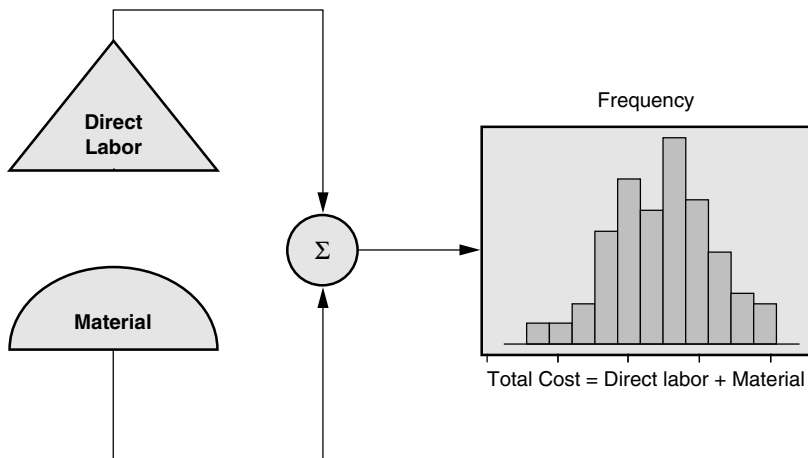 Direct
Labor
Material
Σ
Frequency
Total Cost = Direct labor + Material